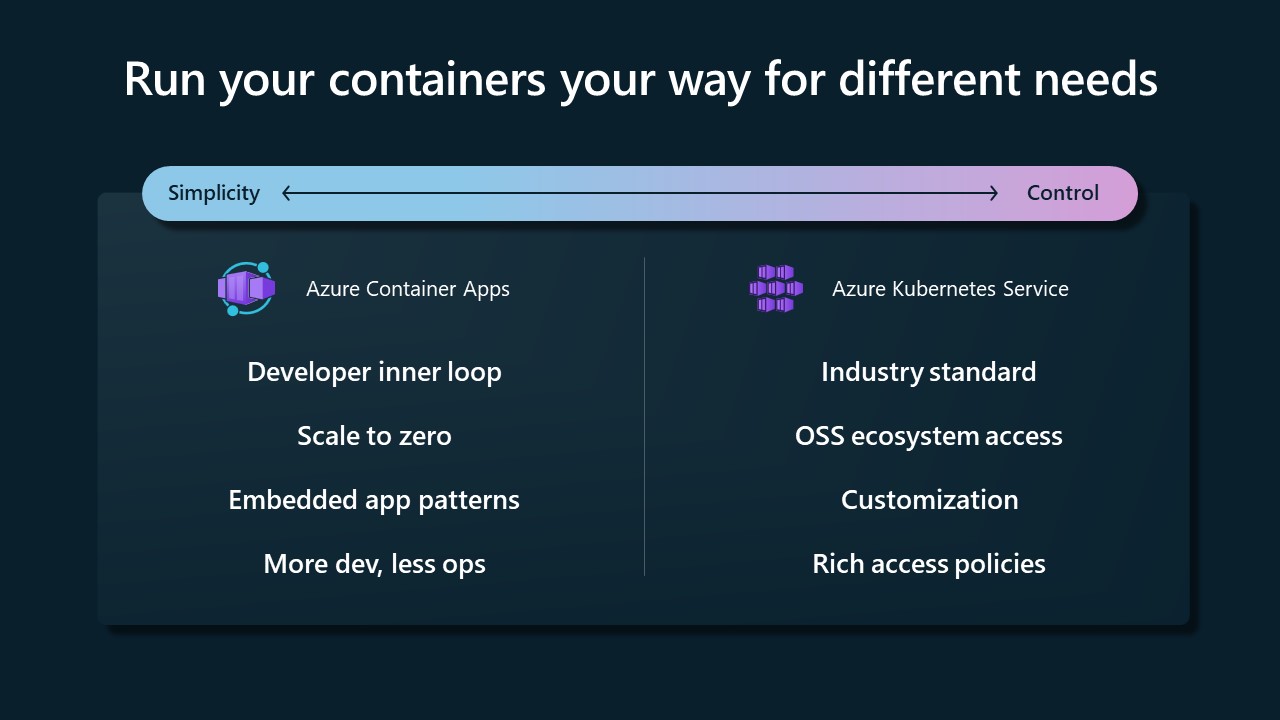 Run your containers your way for different needs
Simplicity
Control
Azure Container Apps
Developer inner loop
Scale to zero
Embedded app patterns
More dev, less ops
Azure Kubernetes Service
Industry standard
OSS ecosystem access
Customization
Rich access policies